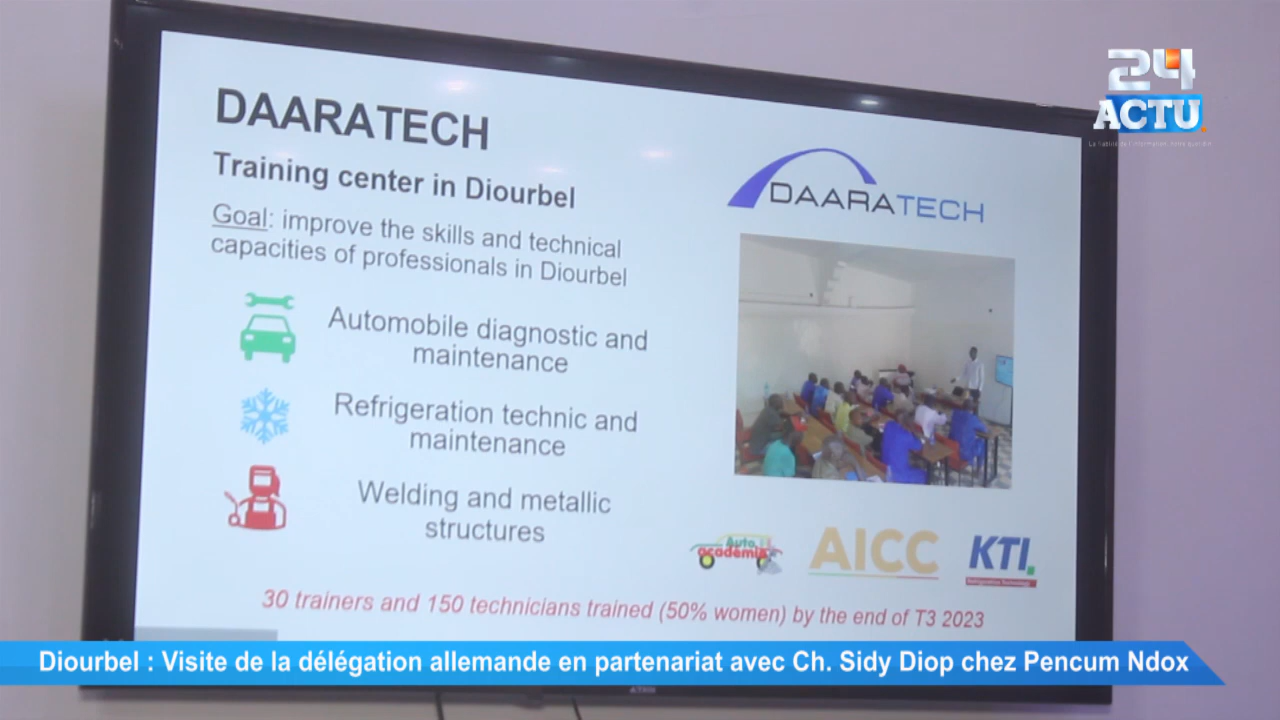 24
ACTU
DAARATECH
Training center in Diourbel
Goal: improve the skills and technical
capacities of professionals in Diourbel
Automobile diagnostic and
maintenance
Refrigeration technic and
maintenance
Welding and metallic
structures
DAARATECH
Auto
académie
AICC
KTI.
30 trainers and 150 technicians trained (50% women) by the end of T3 2023
Diourbel : Visite de la délégation allemande en partenariat avec Ch. Sidy Diop chez Pencum Ndox